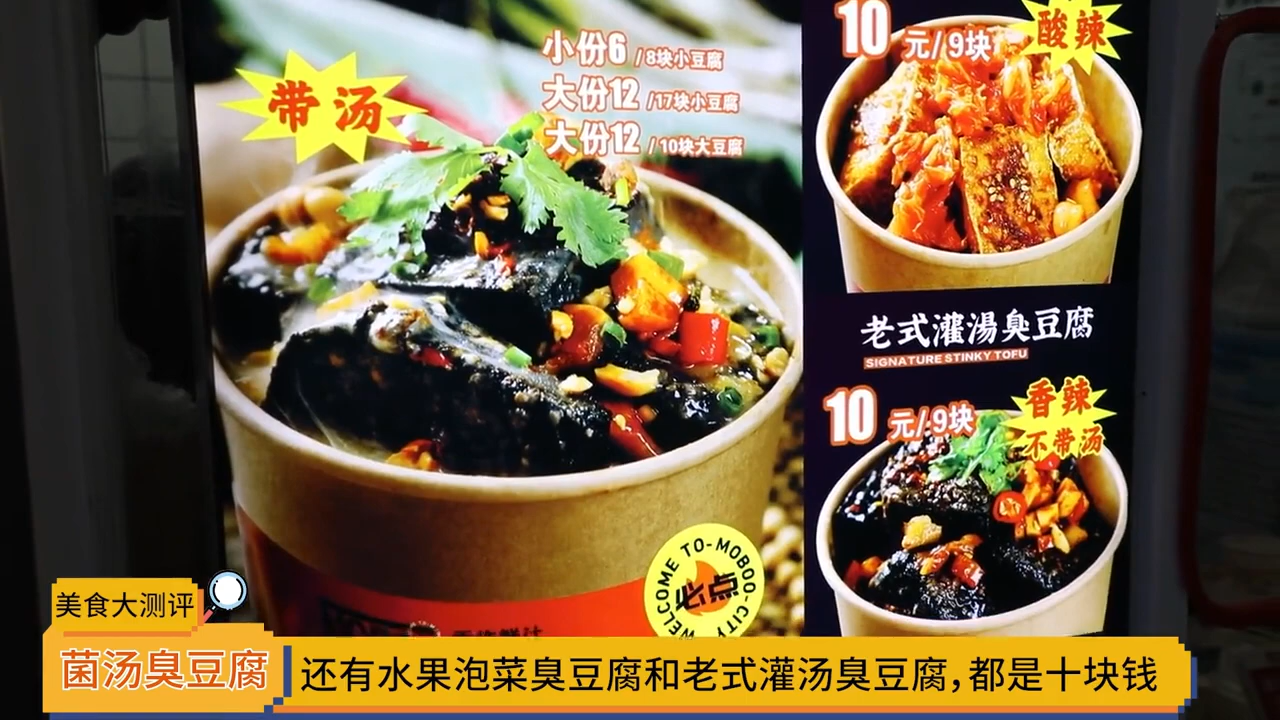 带汤
小份6 /8块小豆腐
大份12 /17块小豆腐
大份12 /10块大豆腐
10 元/9块
酸辣
老式灌湯臭豆腐
SIGNATURE STINKY TOFU
10 元/9块
香辣
不带汤
WELCOME TO-MOBOO-CITY
必点
美食大测评
菌汤臭豆腐
还有水果泡菜臭豆腐和老式灌汤臭豆腐,都是十块钱